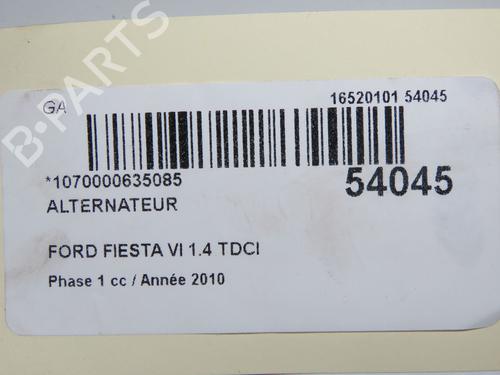 B-PARTS
GA
16520101 54045
*1070000635085
54045
ALTERNATEUR
FORD FIESTA VI 1.4 TDCI
Phase 1 cc / Année 2010